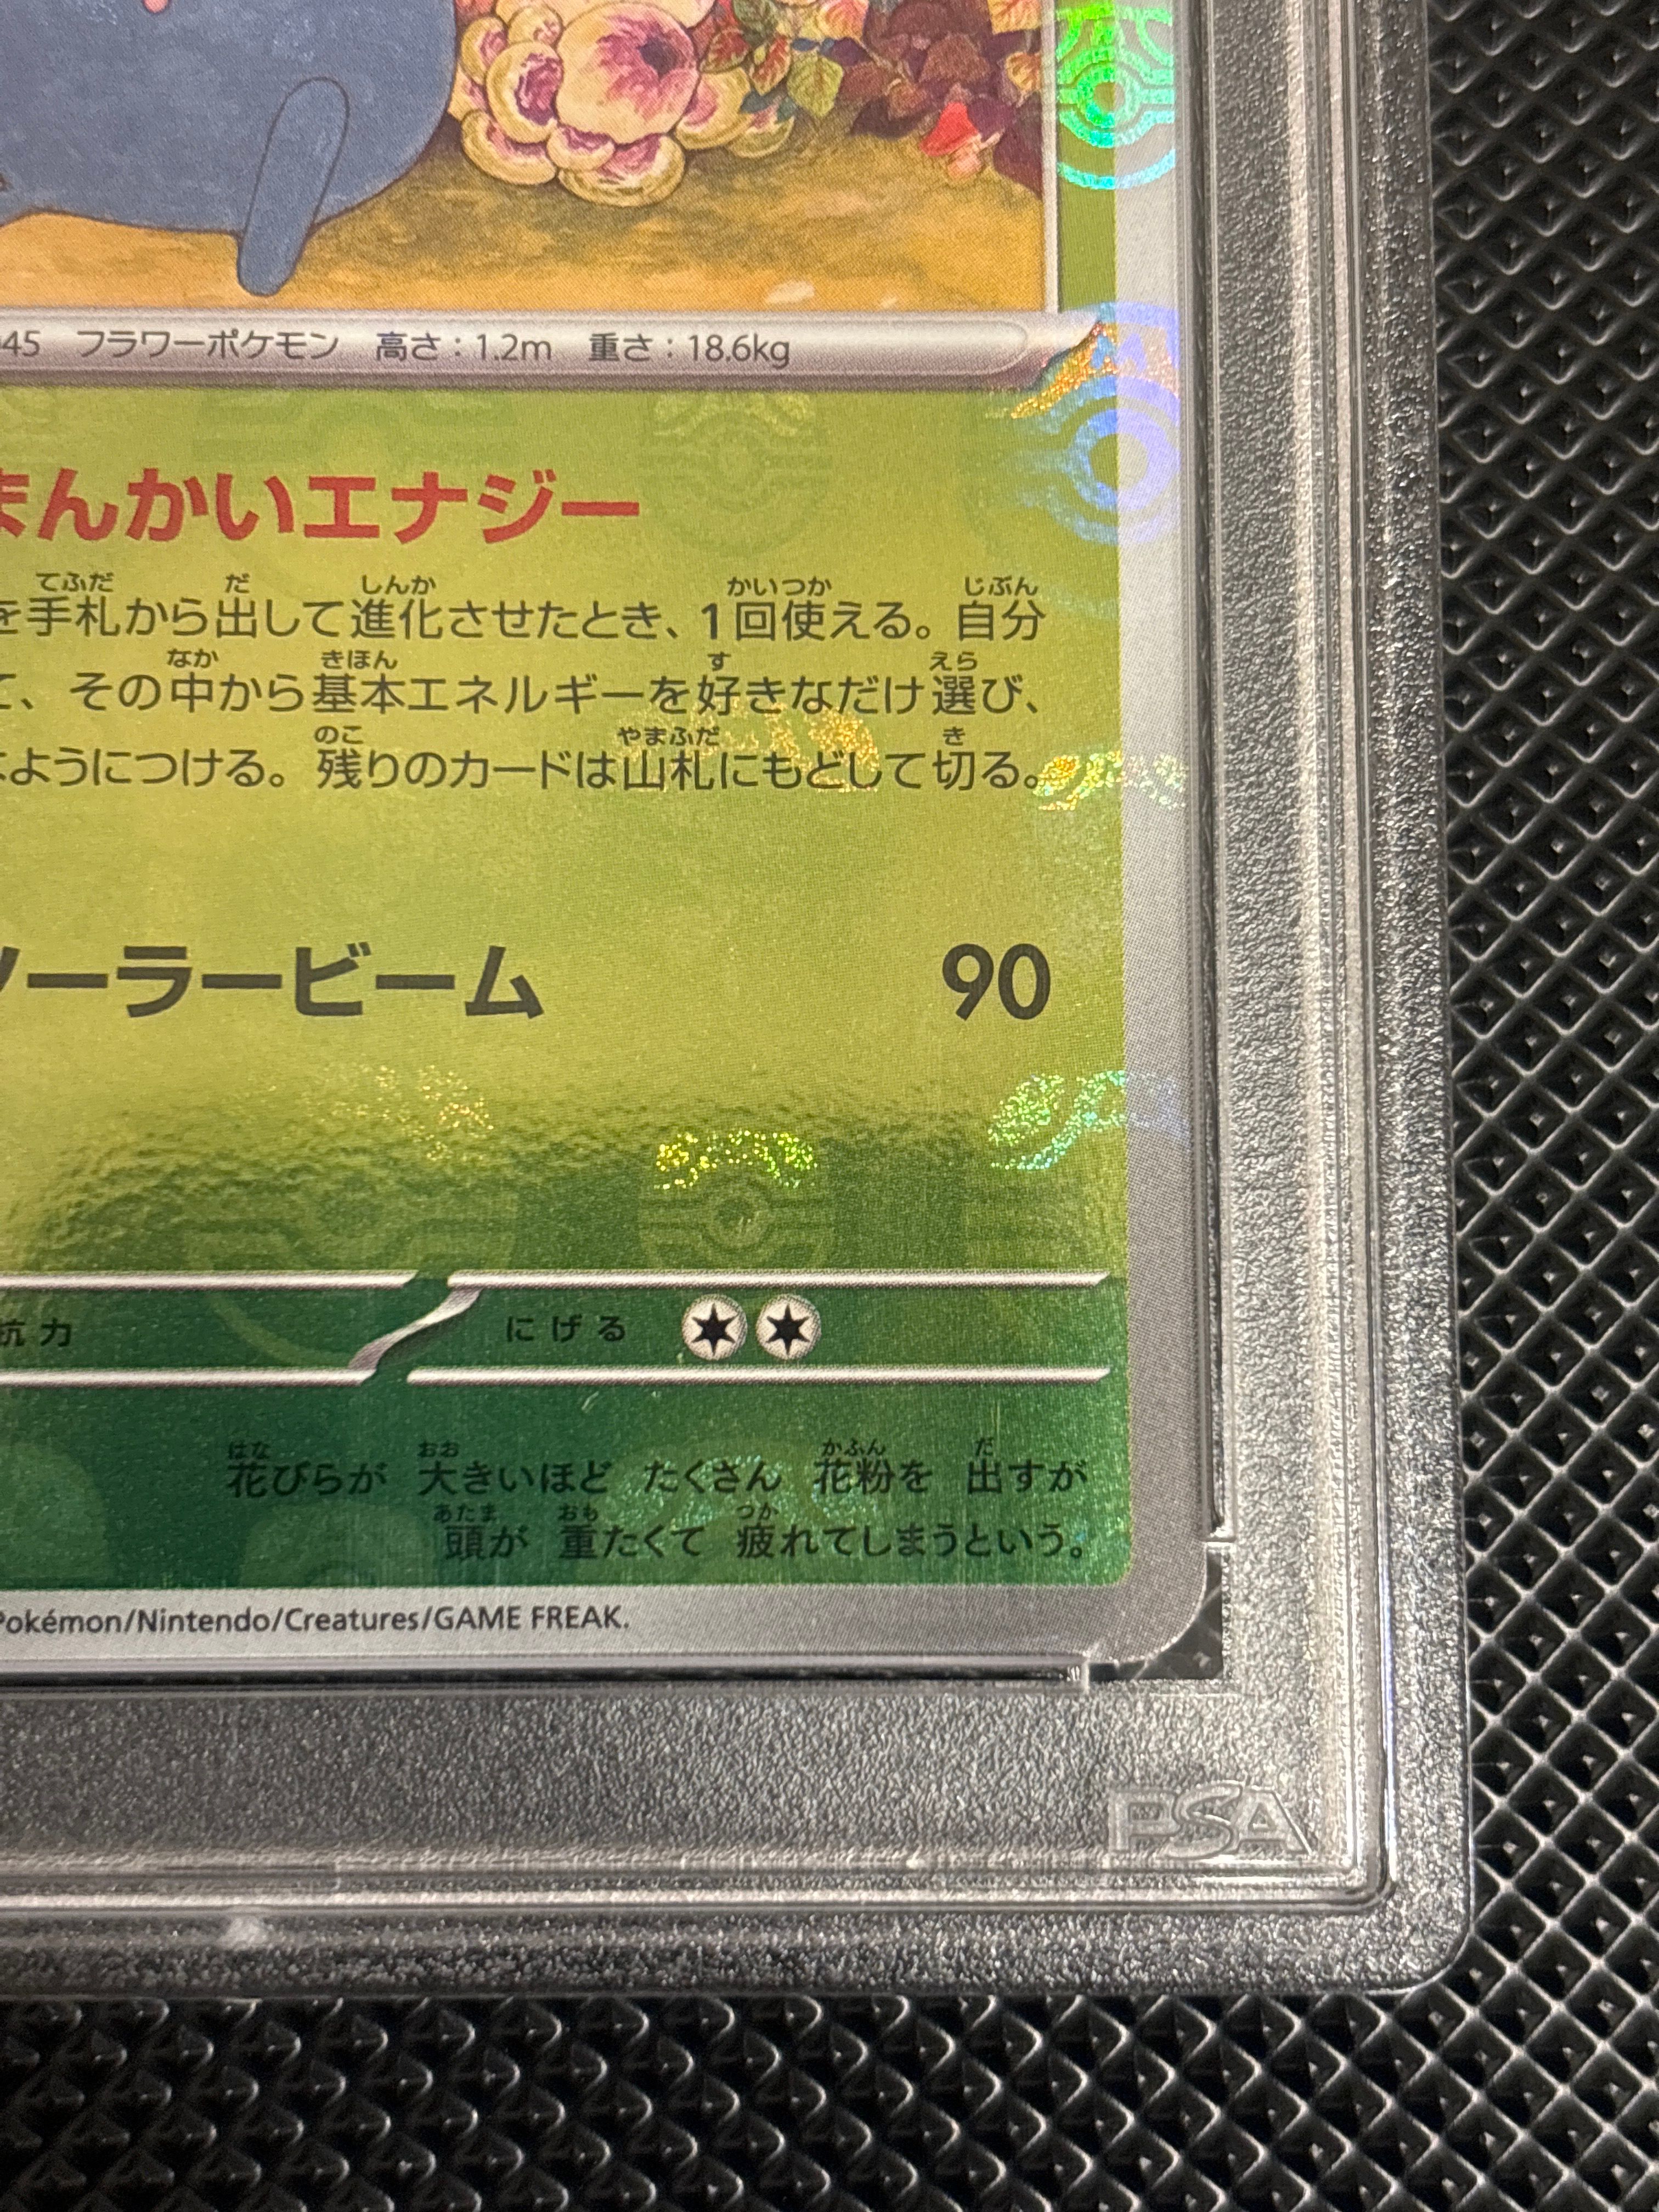 45 フラワーポケモン 高さ：1.2m 重さ：18.6kg
まんかいエナジー
てふだ だ しんか かいつか じぶん
を手札から出して進化させたとき、1回使える。自分
なか きほん す えら
て、その中から基本エネルギーを好きなだけ選び、
のこ やまふだ き
ようにつける。残りのカードは山札にもどして切る。
ソーラービーム 90
抗力 にげる
はな おお かふん だ
花びらが 大きいほど たくさん 花粉を 出すが
あたま おも つか
頭が 重たくて 疲れてしまうという。
Pokémon/Nintendo/Creatures/GAME FREAK.
PSA